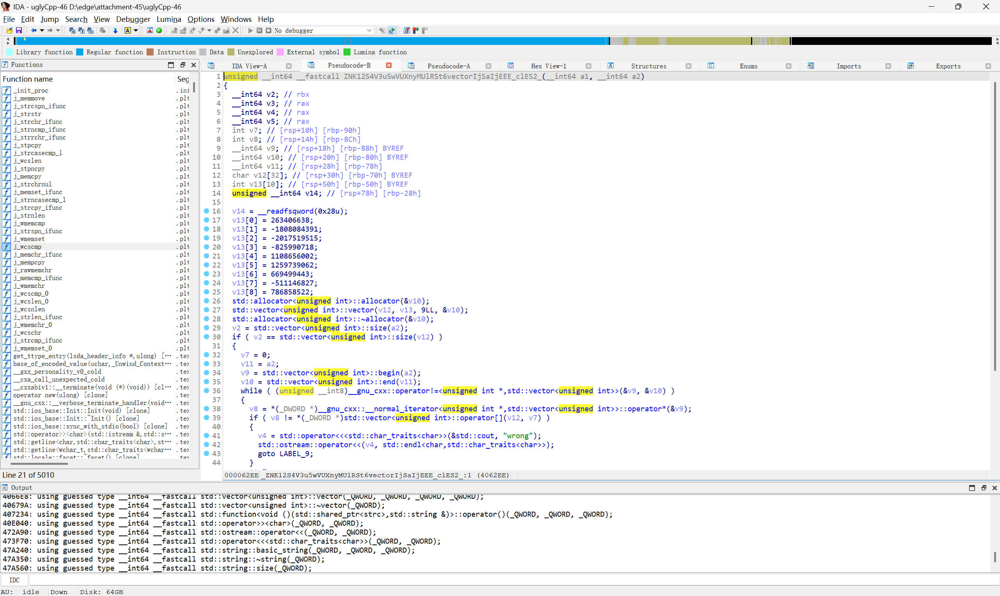 IDA - uglyCpp-46 D:\edge\attachment-45\uglyCpp-46
File Edit Jump Search View Debugger Lumina Options Windows Help
No debugger
Library function Regular function Instruction Data Unexplored External symbol Lumina function
Functions
Function name Seg
_init_proc .ini
j_memmove .plt
j_strcspn_ifunc .plt
j_strstr .plt
j_strchr_ifunc .plt
j_strncmp_ifunc .plt
j_strrchr_ifunc .plt
j_stpcpy .plt
j_strcasecmp_l .plt
j_wcslen .plt
j_stpncpy .plt
j_memcpy .plt
j_strchrnul .plt
j_memset_ifunc .plt
j_strncasecmp_l .plt
j_strcpy_ifunc .plt
j_strnlen .plt
j_wmemcmp .plt
j_strspn_ifunc .plt
j_wmemset .plt
j_wcscmp .plt
j_memchr_ifunc .plt
j_mempcpy .plt
j_rawmemchr .plt
j_memcmp_ifunc .plt
j_wmemchr .plt
j_wcscmp_0 .plt
j_wcslen_0 .plt
j_wcsnlen .plt
j_strlen_ifunc .plt
j_wmemchr_0 .plt
j_wcschr .plt
j_strcmp_ifunc .plt
j_wmemset_0 .plt
get_ttype_entry(lsda_header_info *,ulong) [… .tex
base_of_encoded_value(uchar,_Unwind_Context… .tex
__gxx_personality_v0_cold .tex
__cxa_call_unexpected_cold .tex
__cxxabiv1::__terminate(void (*)(void)) [cl… .tex
operator new(ulong) [clone] .tex
__gnu_cxx::__verbose_terminate_handler(void… .tex
std::ios_base::Init::Init(void) [clone] .tex
std::ios_base::Init::~Init() [clone] .tex
std::ios_base::sync_with_stdio(bool) [clone] .tex
std::operator>><char>(std::istream &,std::s… .tex
std::getline<char,std::char_traits<char>,st… .tex
std::getline<wchar_t,std::char_traits<wchar… .tex
std::locale::facet::~facet() [clone] .tex
Line 21 of 5010
IDA View-A Pseudocode-B Pseudocode-A Hex View-1 Structures Enums Imports Exports
1 unsigned __int64 __fastcall ZNK12S4V3u5wVUXnyMUlRSt6vectorIjSaIjEEE_clES2_(__int64 a1, __int64 a2)
2 {
3 __int64 v2; // rbx
4 __int64 v3; // rax
5 __int64 v4; // rax
6 __int64 v5; // rax
7 int v7; // [rsp+10h] [rbp-90h]
8 int v8; // [rsp+14h] [rbp-8Ch]
9 __int64 v9; // [rsp+18h] [rbp-88h] BYREF
10 __int64 v10; // [rsp+20h] [rbp-80h] BYREF
11 __int64 v11; // [rsp+28h] [rbp-78h]
12 char v12[32]; // [rsp+30h] [rbp-70h] BYREF
13 int v13[10]; // [rsp+50h] [rbp-50h] BYREF
14 unsigned __int64 v14; // [rsp+78h] [rbp-28h]
15
16 v14 = __readfsqword(0x28u);
17 v13[0] = 263406638;
18 v13[1] = -1808084391;
19 v13[2] = -2017519515;
20 v13[3] = -825990718;
21 v13[4] = 1108656002;
22 v13[5] = 1259739062;
23 v13[6] = 669499443;
24 v13[7] = -511146827;
25 v13[8] = 786858522;
26 std::allocator<unsigned int>::allocator(&v10);
27 std::vector<unsigned int>::vector(v12, v13, 9LL, &v10);
28 std::allocator<unsigned int>::~allocator(&v10);
29 v2 = std::vector<unsigned int>::size(a2);
30 if ( v2 == std::vector<unsigned int>::size(v12) )
31 {
32 v7 = 0;
33 v11 = a2;
34 v9 = std::vector<unsigned int>::begin(a2);
35 v10 = std::vector<unsigned int>::end(v11);
36 while ( (unsigned __int8)__gnu_cxx::operator!=<unsigned int *,std::vector<unsigned int>>(&v9, &v10) )
37 {
38 v8 = *(_DWORD *)__gnu_cxx::__normal_iterator<unsigned int *,std::vector<unsigned int>>::operator*(&v9);
39 if ( v8 != *(_DWORD *)std::vector<unsigned int>::operator[](v12, v7) )
40 {
41 v4 = std::operator<<<std::char_traits<char>>(&std::cout, "wrong");
42 std::ostream::operator<<(v4, std::endl<char,std::char_traits<char>>);
43 goto LABEL_9;
44 }
000062EE _ZNK12S4V3u5wVUXnyMUlRSt6vectorIjSaIjEEE_clES2_:1 (4062EE)
Output
4066E8: using guessed type __int64 __fastcall std::vector<unsigned int>::vector(_QWORD, _QWORD, _QWORD, _QWORD);
40679A: using guessed type __int64 __fastcall std::vector<unsigned int>::~vector(_QWORD);
407234: using guessed type __int64 __fastcall std::function<void ()(std::shared_ptr<strc>,std::string &)>::operator()(_QWORD, _QWORD, _QWORD);
40E040: using guessed type __int64 __fastcall std::operator>><char>(_QWORD, _QWORD);
472A90: using guessed type __int64 __fastcall std::ostream::operator<<(_QWORD, _QWORD);
473F70: using guessed type __int64 __fastcall std::operator<<<std::char_traits<char>>(_QWORD, _QWORD);
47A240: using guessed type __int64 __fastcall std::string::basic_string(_QWORD, _QWORD, _QWORD);
47A350: using guessed type __int64 __fastcall std::string::~string(_QWORD);
47A560: using guessed type __int64 __fastcall std::string::size(_QWORD);
IDC
AU: idle Down Disk: 64GB